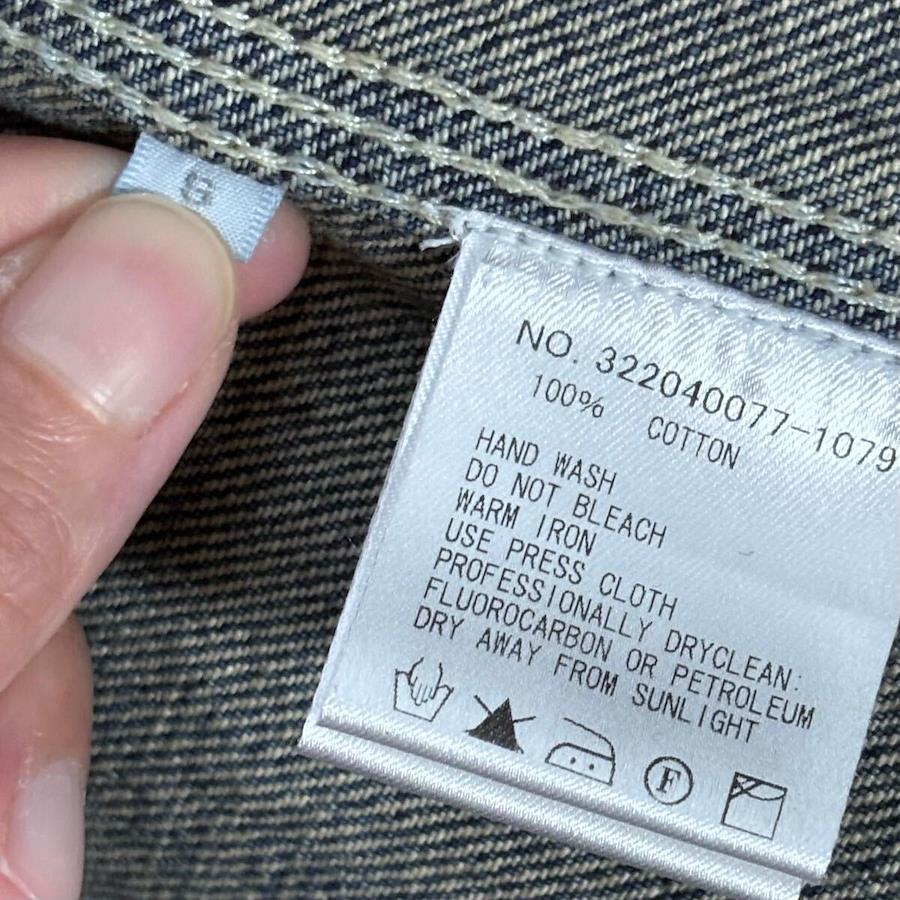 6
NO. 322040077-1079
100% COTTON
HAND WASH
DO NOT BLEACH
WARM IRON
USE PRESS CLOTH
PROFESSIONALLY DRYCLEAN:
FLUOROCARBON OR PETROLEUM
DRY AWAY FROM SUNLIGHT
F